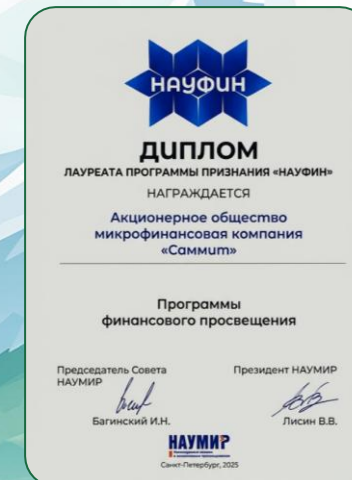 НАУФИН
ДИПЛОМ
ЛАУРЕАТА ПРОГРАММЫ ПРИЗНАНИЯ «НАУФИН»
НАГРАЖДАЕТСЯ
Акционерное общество
микрофинансовая компания
«Саммит»
Программы
финансового просвещения
Председатель Совета
НАУМИР
Багинский И.Н.
Президент НАУМИР
Лисин В.В.
НАУМИР
Санкт-Петербург, 2025